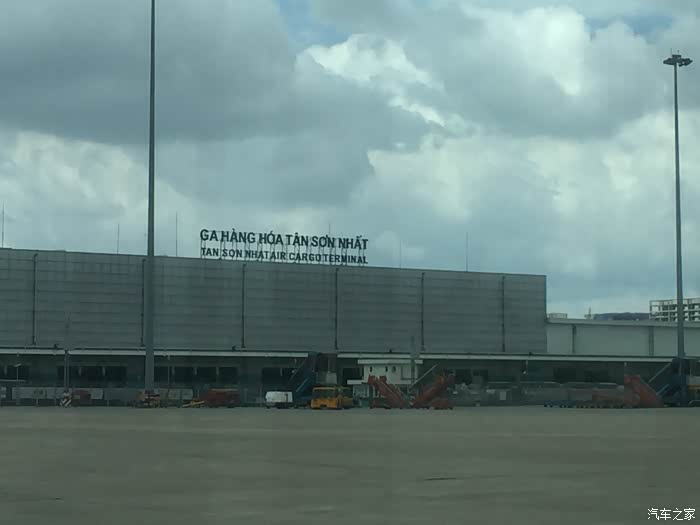 GA HÀNG HÓA TÂN SƠN NHẤT
TAN SON NHAT AIR CARGO TERMINAL
汽车之家